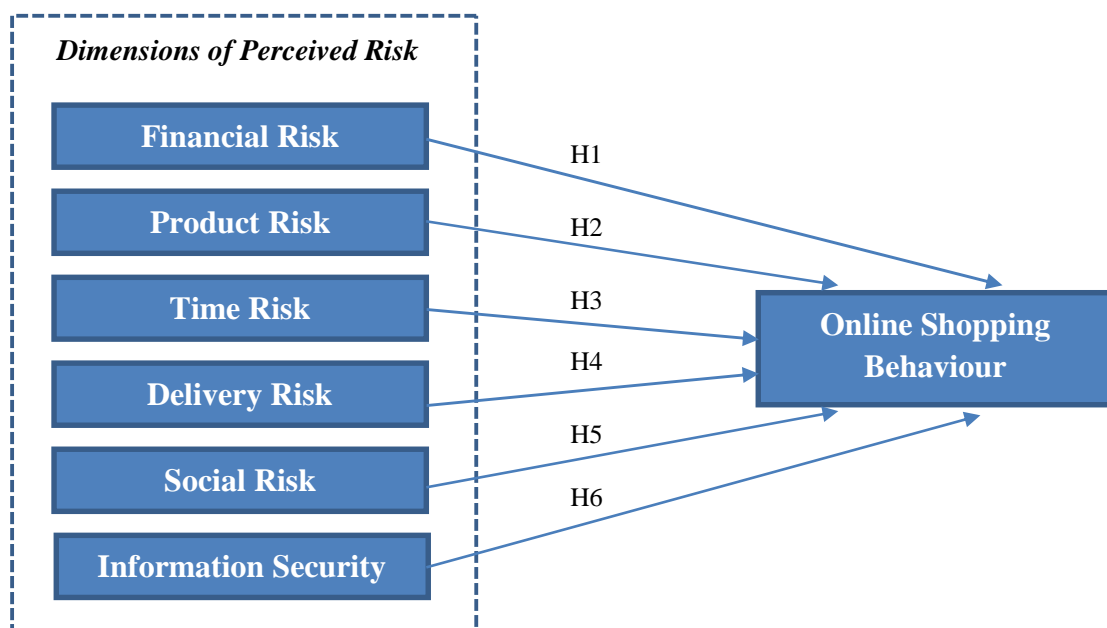 Dimensions of Perceived Risk
Financial Risk
H1
Product Risk
H2
Time Risk
H3
Online Shopping
Behaviour
Delivery Risk
H4
Social Risk
H5
Information Security
H6